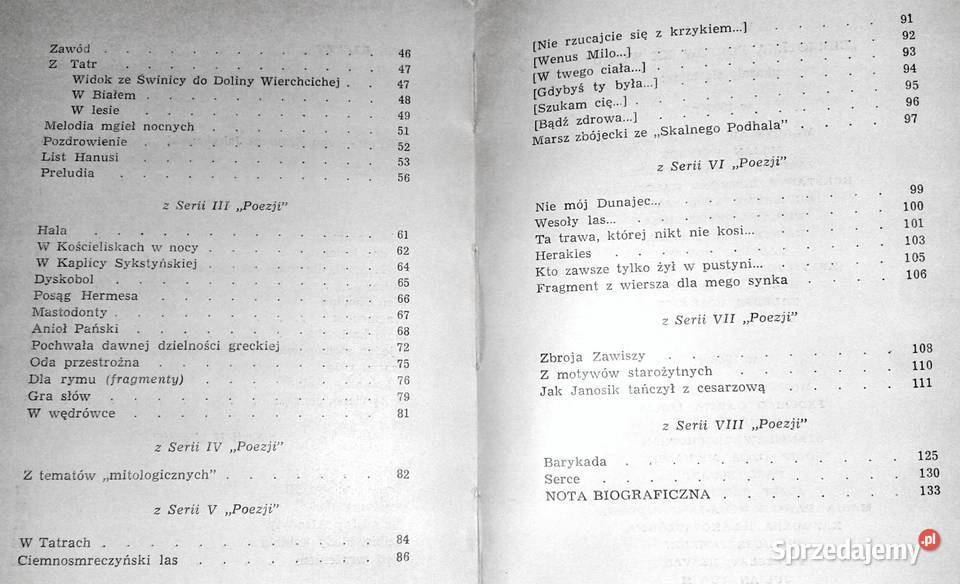 Zawód . . . . . . . . . . . 46
Z Tatr . . . . . . . . . . . 47
Widok ze Świnicy do Doliny Wierchcichej . 47
W Białem . . . . . . . . . . 48
W lesie . . . . . . . . . . 49
Melodia mgieł nocnych . . . . . . . 51
Pozdrowienie . . . . . . . . . . 52
List Hanusi . . . . . . . . . . 53
Preludia . . . . . . . . . . . 56
z Serii III „Poezji”
Hala . . . . . . . . . . . . 61
W Kościeliskach w nocy . . . . . . . 62
W Kaplicy Sykstyńskiej . . . . . . . 64
Dyskobol . . . . . . . . . . . 65
Posąg Hermesa . . . . . . . . . 66
Mastodonty . . . . . . . . . . . 67
Anioł Pański . . . . . . . . . . 68
Pochwała dawnej dzielności greckiej . . . . 72
Oda przestrożna . . . . . . . . . 75
Dla rymu (fragmenty) . . . . . . . 76
Gra słów . . . . . . . . . . . 79
W wędrówce . . . . . . . . . . 81
z Serii IV „Poezji”
Z tematów „mitologicznych” . . . . . . 82
z Serii V „Poezji”
W Tatrach . . . . . . . . . . . 84
Ciemnosmreczyński las . . . . . . . 86
[Nie rzucajcie się z krzykiem...] . . . . . 91
[Wenus Milo...] . . . . . . . . . 92
[W twego ciała...] . . . . . . . . 93
[Gdybyś ty była...] . . . . . . . . 94
[Szukam cię...] . . . . . . . . . 95
[Bądź zdrowa...] . . . . . . . . . 96
Marsz zbójecki ze „Skalnego Podhala” . . . . 97
z Serii VI „Poezji”
Nie mój Dunajec... . . . . . . . . 99
Wesoły las... . . . . . . . . . . 100
Ta trawa, której nikt nie kosi... . . . . . 101
Herakles . . . . . . . . . . . 103
Kto zawsze tylko żył w pustyni... . . . . . 105
Fragment z wiersza dla mego synka . . . . 106
z Serii VII „Poezji”
Zbroja Zawiszy . . . . . . . . . 108
Z motywów starożytnych . . . . . . . 110
Jak Janosik tańczył z cesarzową . . . . . 111
z Serii VIII „Poezji”
Barykada . . . . . . . . . . . 125
Serce . . . . . . . . . . . . 130
NOTA BIOGRAFICZNA . . . . . . . 133
Sprzedajemy.pl